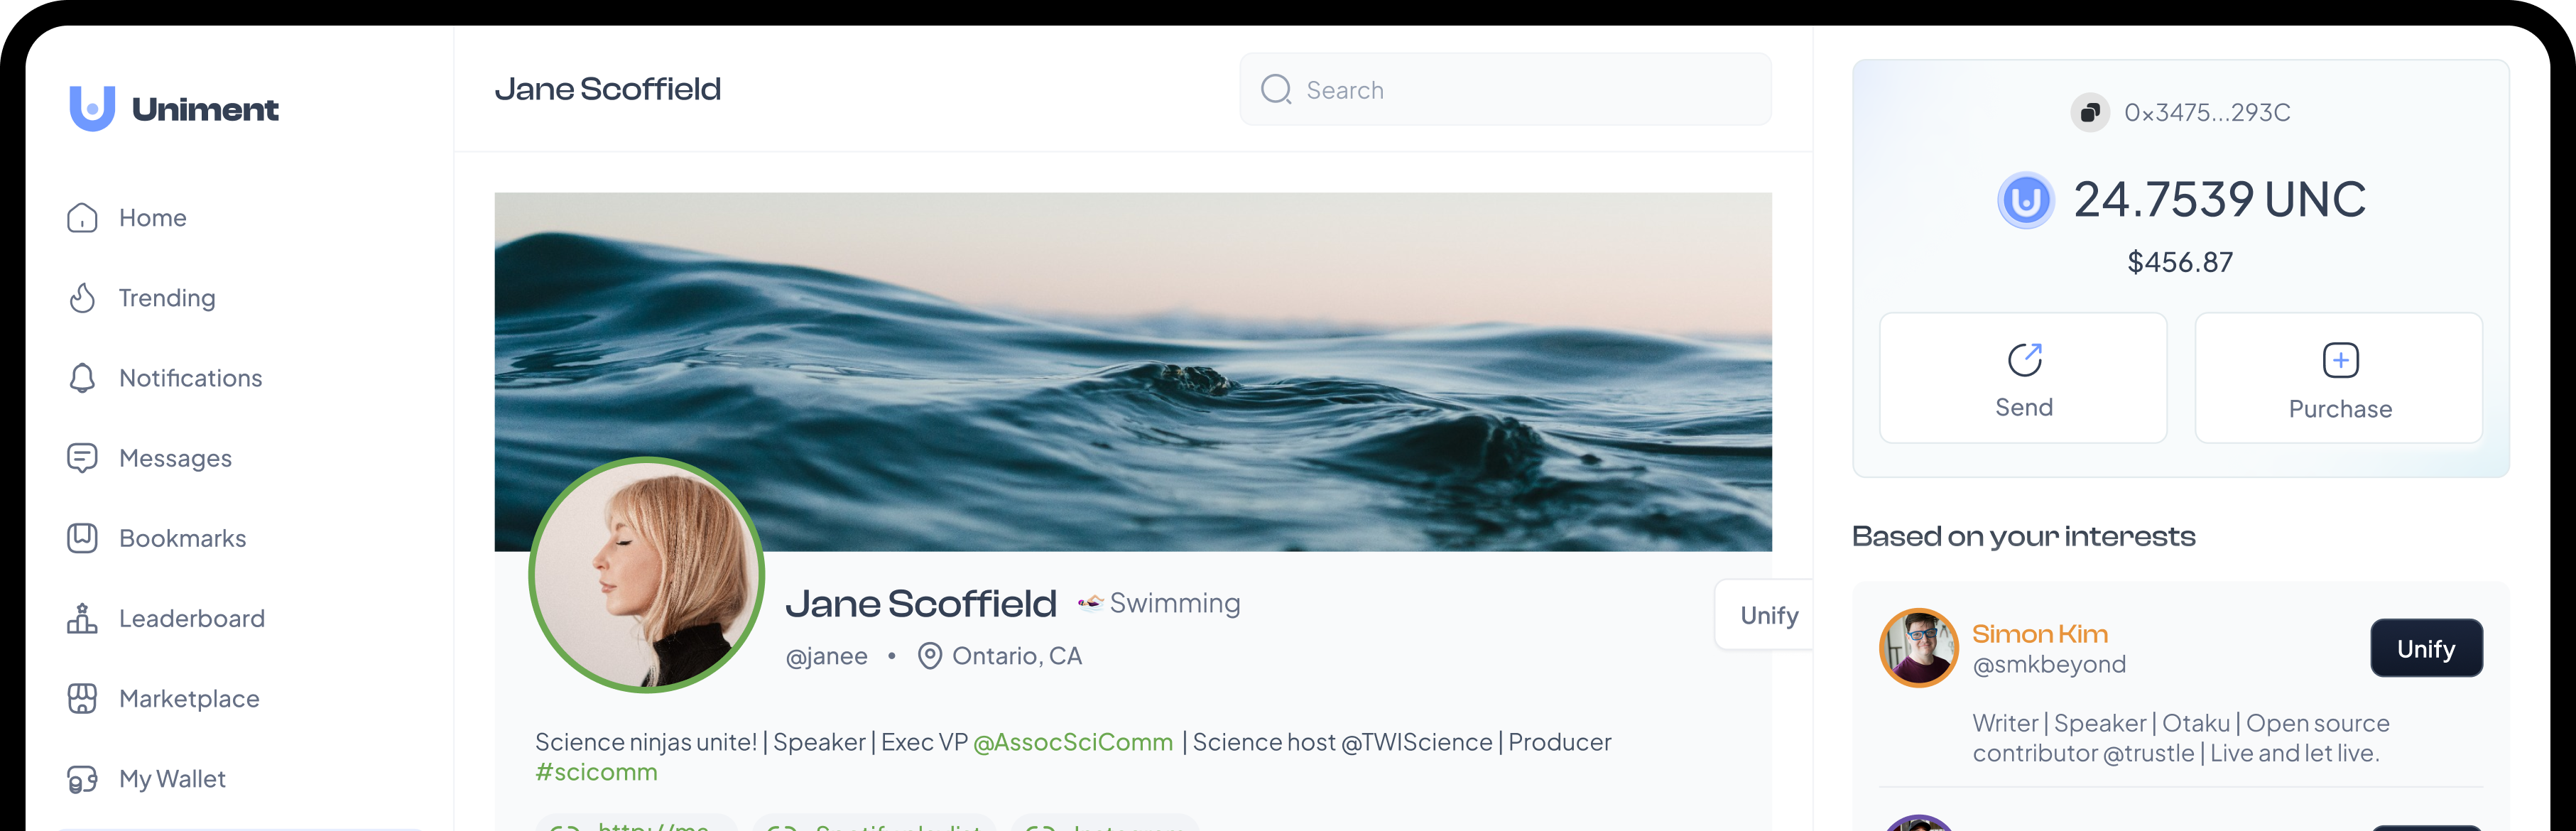 Uniment
Home
Trending
Notifications
Messages
Bookmarks
Leaderboard
Marketplace
My Wallet
Jane Scoffield
Search
Jane Scoffield
Swimming
@janee • Ontario, CA
Unify
Science ninjas unite! | Speaker | Exec VP @AssocSciComm | Science host @TWIScience | Producer
#scicomm
0x3475...293C
24.7539 UNC
$456.87
Send
Purchase
Based on your interests
Simon Kim
@smkbeyond
Unify
Writer | Speaker | Otaku | Open source
contributor @trustle | Live and let live.